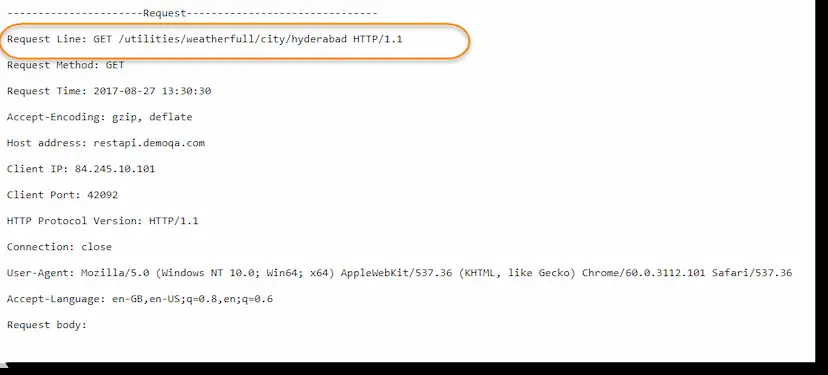 ---------------------Request------------------------------
Request Line: GET /utilities/weatherfull/city/hyderabad HTTP/1.1
Request Method: GET
Request Time: 2017-08-27 13:30:30
Accept-Encoding: gzip, deflate
Host address: restapi.demoqa.com
Client IP: 84.245.10.101
Client Port: 42092
HTTP Protocol Version: HTTP/1.1
Connection: close
User-Agent: Mozilla/5.0 (Windows NT 10.0; Win64; x64) AppleWebKit/537.36 (KHTML, like Gecko) Chrome/60.0.3112.101 Safari/537.36
Accept-Language: en-GB,en-US;q=0.8,en;q=0.6
Request body: